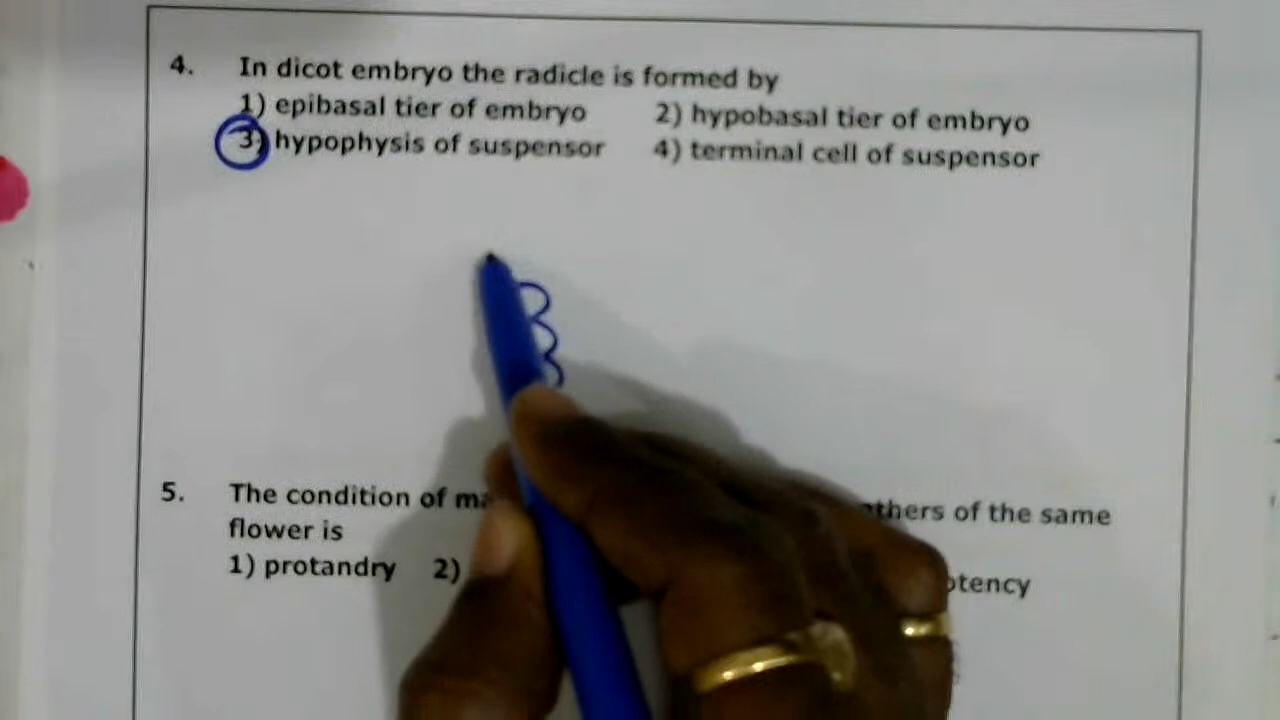 4. In dicot embryo the radicle is formed by
1) epibasal tier of embryo 2) hypobasal tier of embryo
3) hypophysis of suspensor 4) terminal cell of suspensor
5. The condition of of the same
flower is
1) protandry 2)